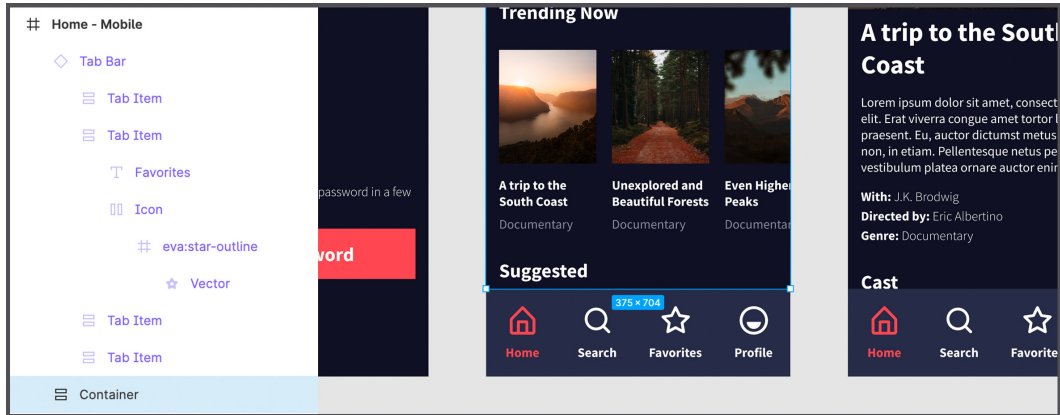 Home - Mobile
Tab Bar
Tab Item
Tab Item
Favorites
Icon
eva:star-outline
Vector
Tab Item
Tab Item
Container
password in a few
word
Trending Now
A trip to the
South Coast
Documentary
Unexplored and
Beautiful Forests
Documentary
Even Higher
Peaks
Documentar
Suggested
375 × 704
Home
Search
Favorites
Profile
A trip to the South
Coast
Lorem ipsum dolor sit amet, consect
elit. Erat viverra congue amet tortor l
praesent. Eu, auctor dictumst metus
non, in etiam. Pellentesque netus pe
vestibulum platea ornare auctor enir
With: J.K. Brodwig
Directed by: Eric Albertino
Genre: Documentary
Cast
Home
Search
Favorite